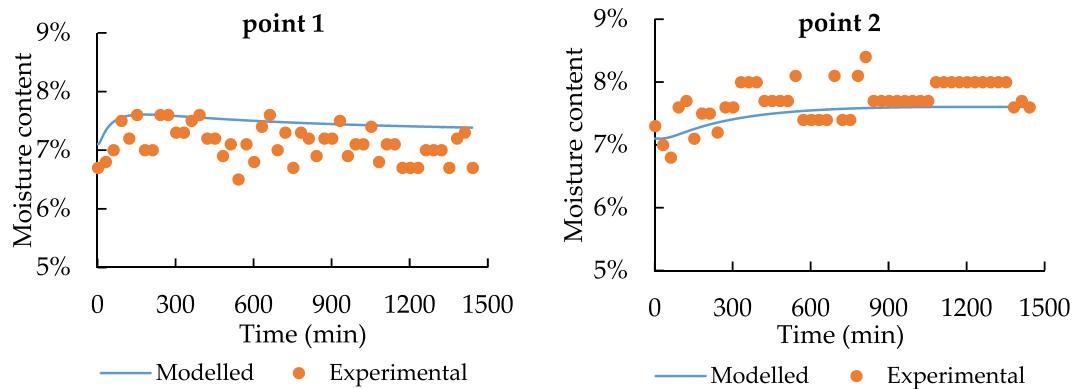 point 1
9%
8%
7%
6%
5%
Moisture content
0 300 600 900 1200 1500
Time (min)
Modelled Experimental
point 2
9%
8%
7%
6%
5%
Moisture content
0 300 600 900 1200 1500
Time (min)
Modelled Experimental